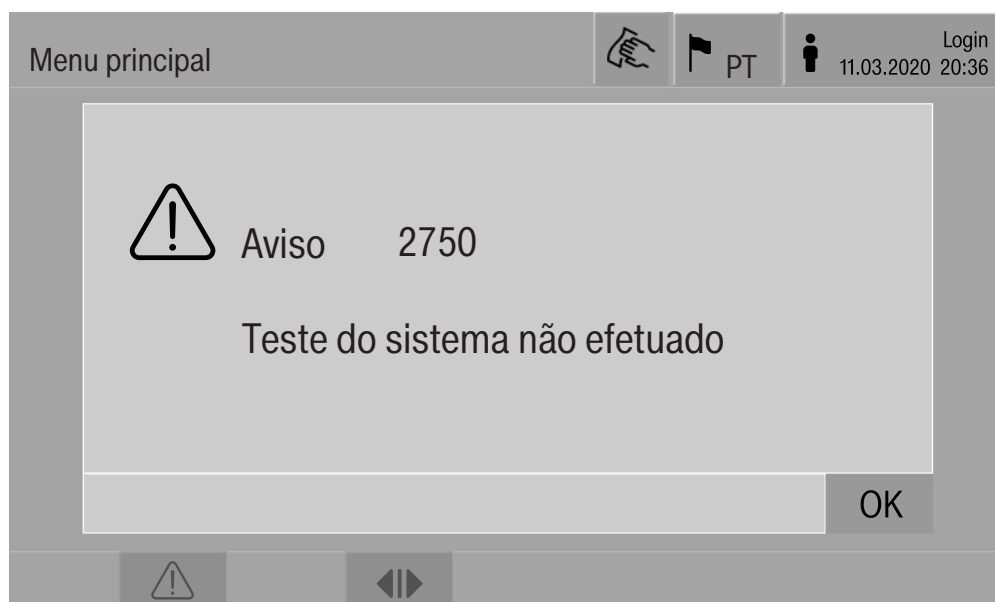 Menu principal
PT
Login
11.03.2020 20:36
Aviso 2750
Teste do sistema não efetuado
OK